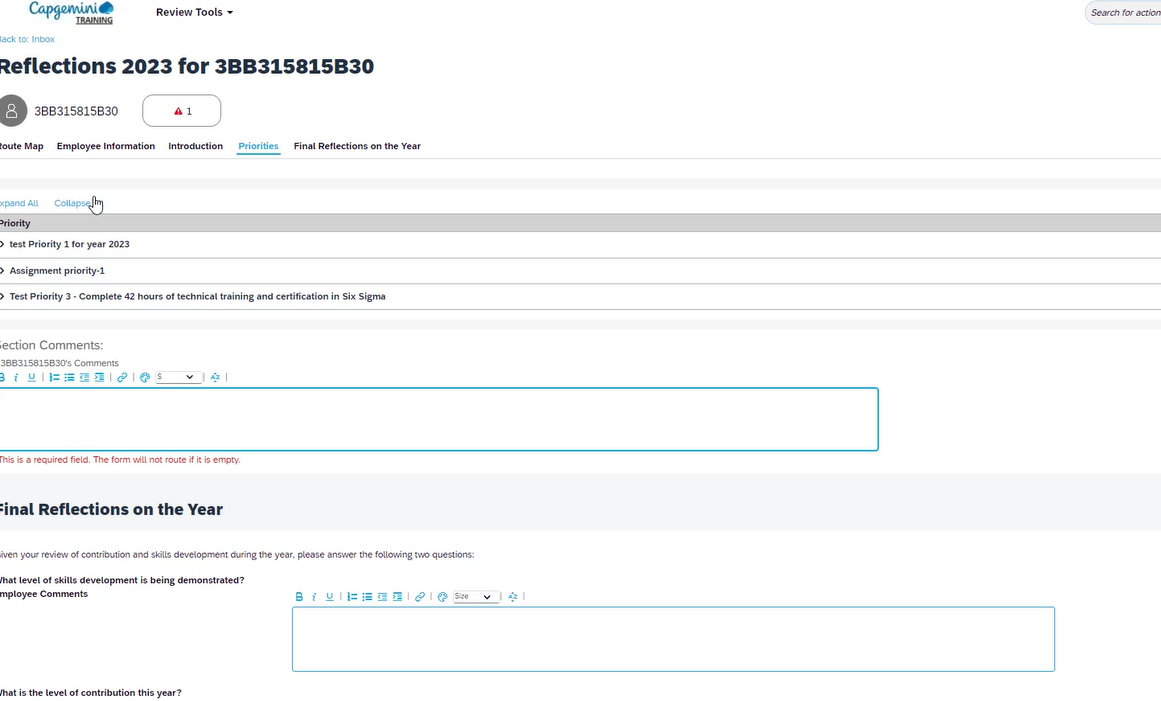 Capgemini
TRAINING
Review Tools
Search for action
Back to: Inbox
Reflections 2023 for 3BB315815B30
3BB315815B30
1
Route Map Employee Information Introduction Priorities Final Reflections on the Year
xpand All Collapse
Priority
test Priority 1 for year 2023
Assignment priority-1
Test Priority 3 - Complete 42 hours of technical training and certification in Six Sigma
Section Comments:
3BB315815B30's Comments
B i U S
This is a required field. The form will not route if it is empty.
Final Reflections on the Year
iven your review of contribution and skills development during the year, please answer the following two questions:
What level of skills development is being demonstrated?
mployee Comments
B i U Size
What is the level of contribution this year?